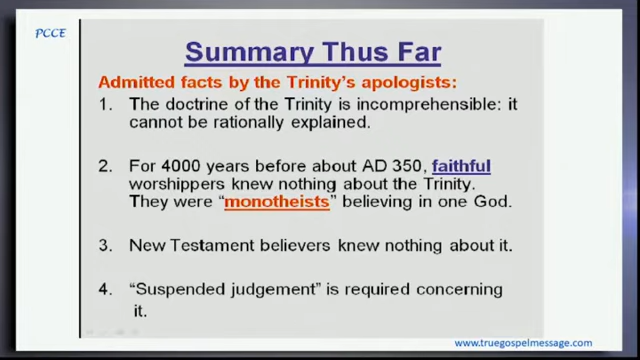 PCCE
Summary Thus Far
Admitted facts by the Trinity's apologists:
1. The doctrine of the Trinity is incomprehensible: it
cannot be rationally explained.
2. For 4000 years before about AD 350, faithful
worshippers knew nothing about the Trinity.
They were "monotheists" believing in one God.
3. New Testament believers knew nothing about it.
4. "Suspended judgement" is required concerning
it.
www.truegospelmessage.com